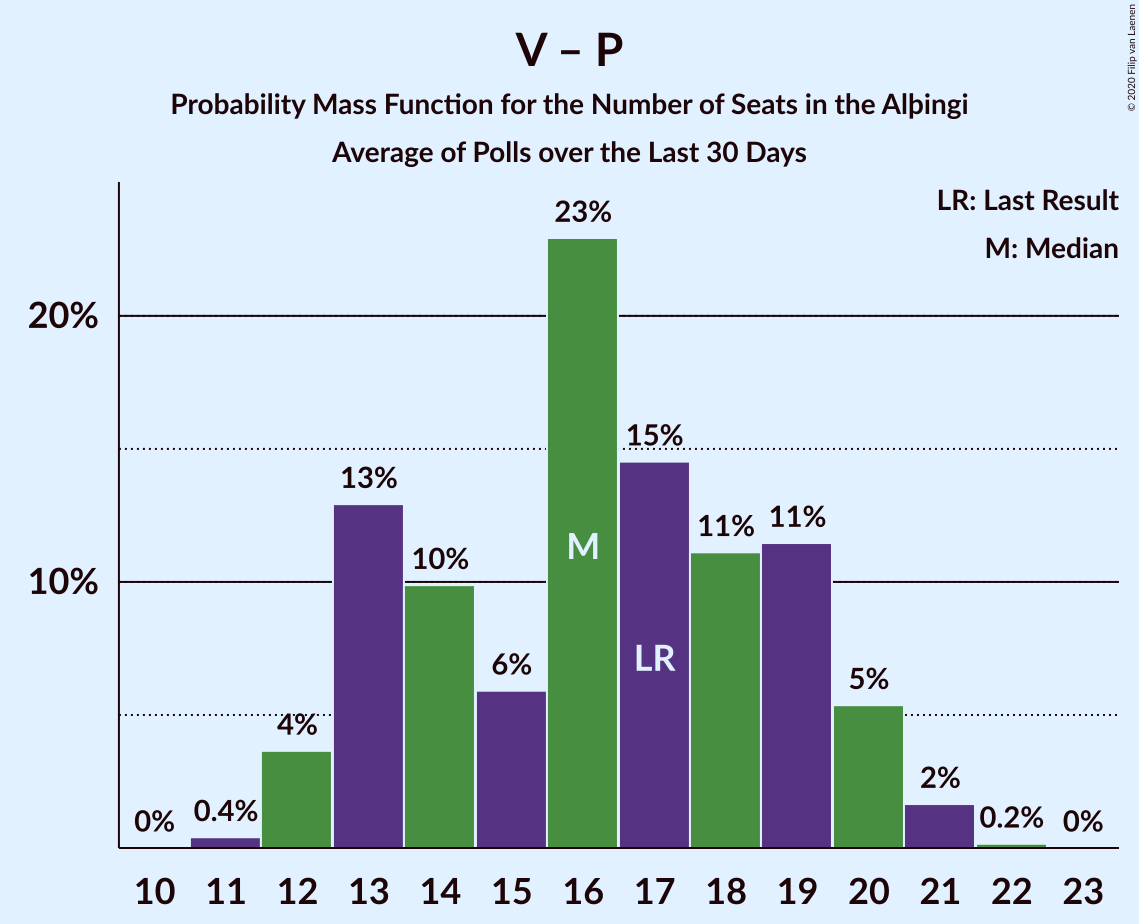 V – P
Probability Mass Function for the Number of Seats in the Alþingi
Average of Polls over the Last 30 Days
© 2020 Filip van Laenen
LR: Last Result
M: Median
20%
10%
0%
0.4%
4%
13%
10%
6%
23%
15%
11%
11%
5%
2%
0.2%
0%
M
LR
10 11 12 13 14 15 16 17 18 19 20 21 22 23